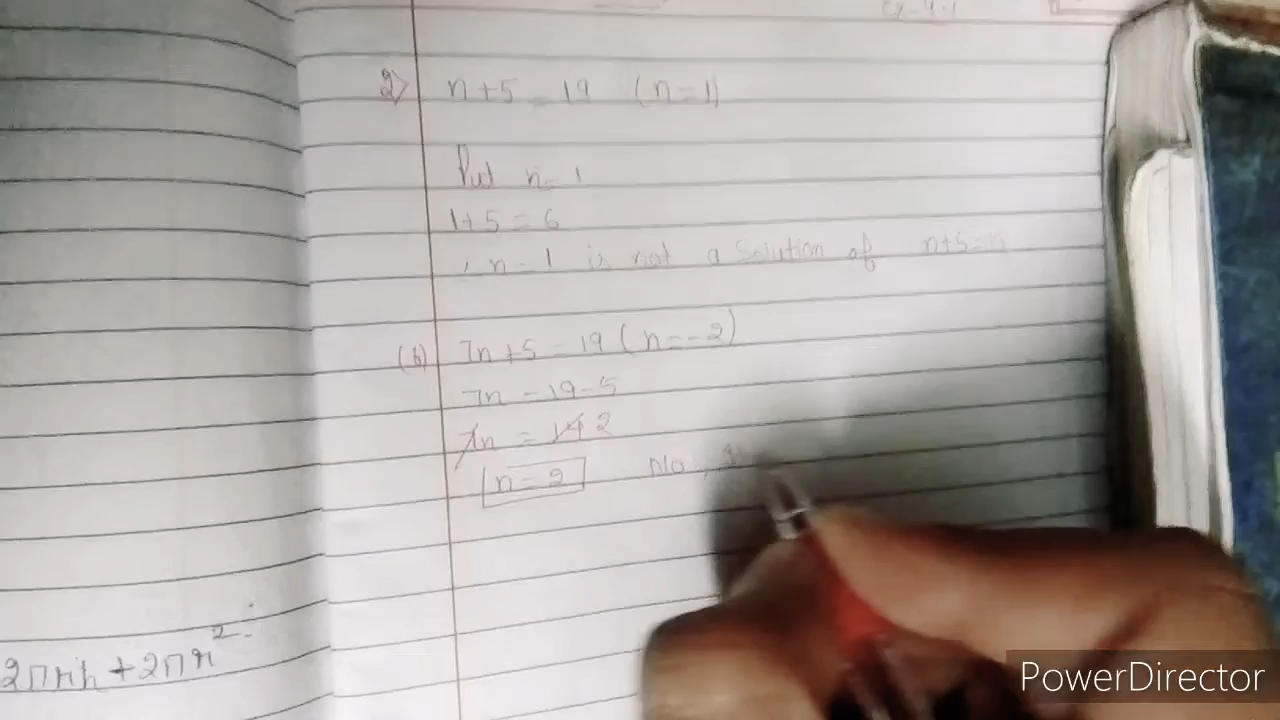 2> n+5=19 (n=1)
Put n=1
1+5=6
n=1 is not a solution of n+5=
(b) 7n+5=19(n=-2)
7n=19-5
7n=14 2
n=2 No,
2πrh+2πr²
PowerDirector